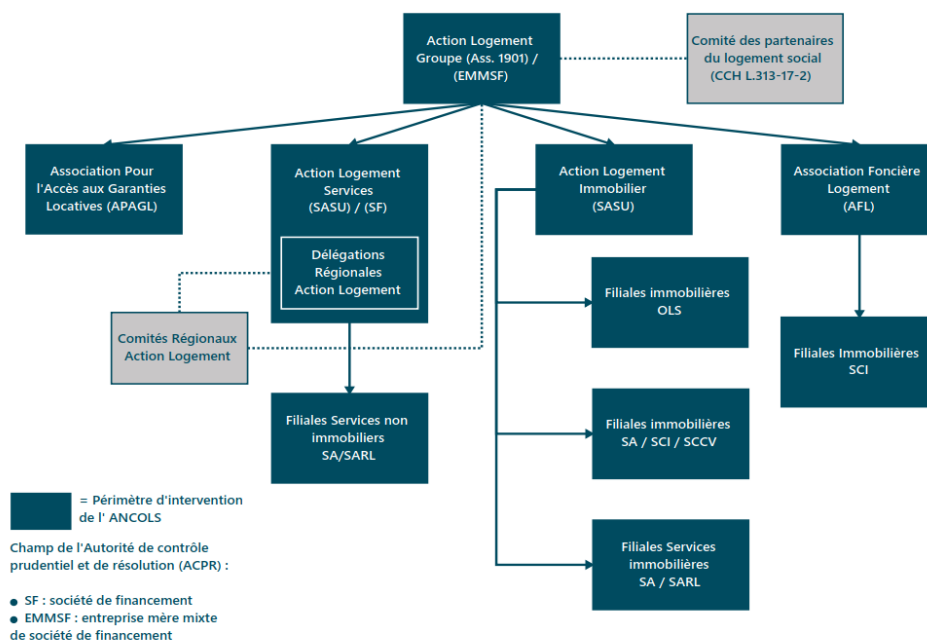 Action Logement
Groupe (Ass. 1901) /
(EMMSF)
Comité des partenaires
du logement social
(CCH L.313-17-2)
Association Pour
l'Accès aux Garanties
Locatives (APAGL)
Action Logement
Services
(SASU) / (SF)
Délégations
Régionales
Action Logement
Action Logement
Immobilier
(SASU)
Association Foncière
Logement
(AFL)
Comités Régionaux
Action Logement
Filiales immobilières
OLS
Filiales Immobilières
SCI
Filiales Services non
immobiliers
SA/SARL
Filiales immobilières
SA / SCI / SCCV
Filiales Services
immobilières
SA / SARL
= Périmètre d'intervention
de l' ANCOLS
Champ de l'Autorité de contrôle
prudentiel et de résolution (ACPR) :
● SF : société de financement
● EMMSF : entreprise mère mixte
de société de financement